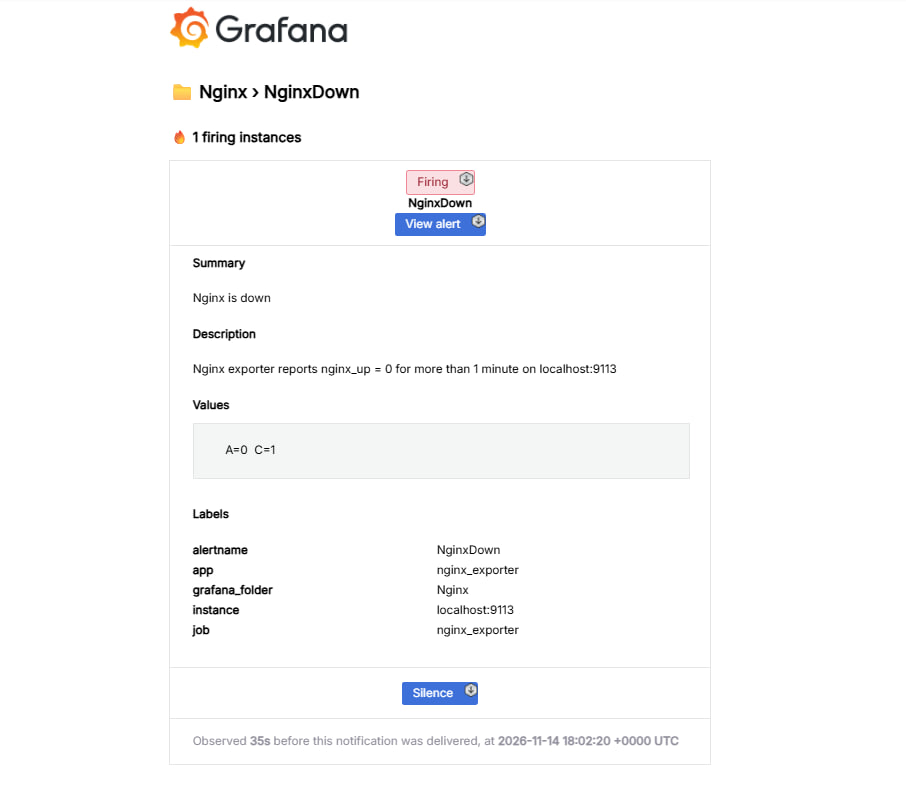 Grafana
Nginx › NginxDown
1 firing instances
Firing
NginxDown
View alert
Summary
Nginx is down
Description
Nginx exporter reports nginx_up = 0 for more than 1 minute on localhost:9113
Values
A=0 C=1
Labels
alertname NginxDown
app nginx_exporter
grafana_folder Nginx
instance localhost:9113
job nginx_exporter
Silence
Observed 35s before this notification was delivered, at 2026-11-14 18:02:20 +0000 UTC